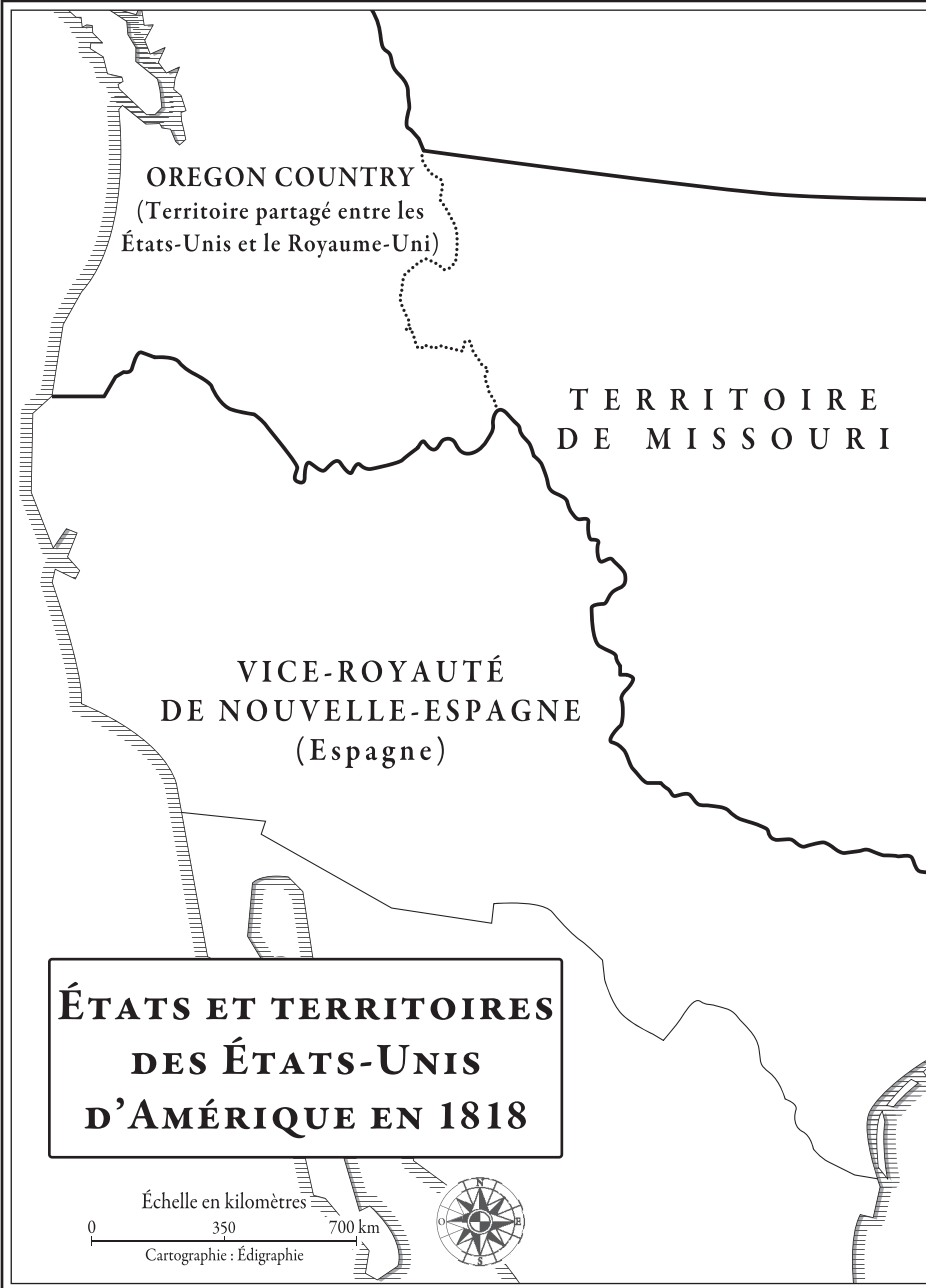 OREGON COUNTRY
(Territoire partagé entre les
États-Unis et le Royaume-Uni)
TERRITOIRE
DE MISSOURI
VICE-ROYAUTÉ
DE NOUVELLE-ESPAGNE
(Espagne)
États et territoires
des États-Unis
d'Amérique en 1818
Échelle en kilomètres
0 350 700 km
Cartographie : Édigraphie
N
O E
S